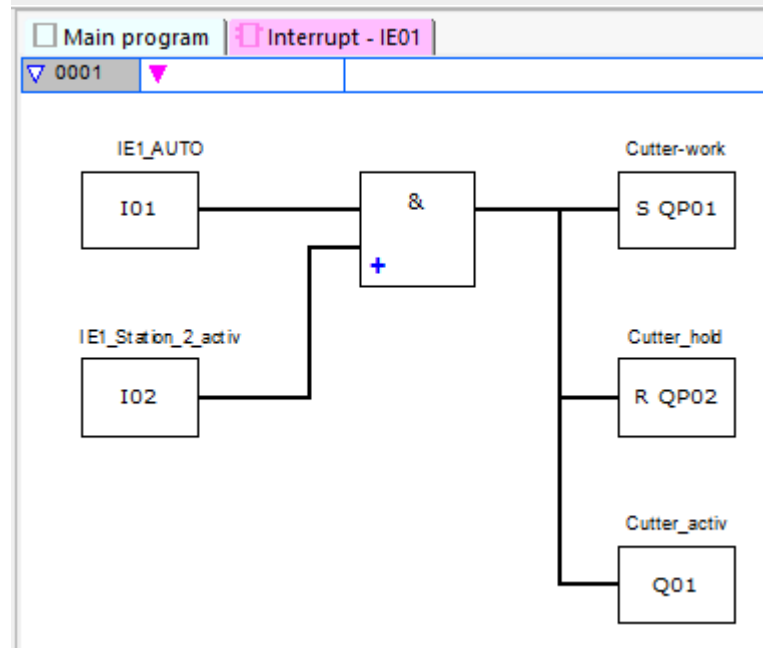 Main program
Interrupt - IE01
0001
IE1_AUTO
Cutter-work
I01
&
S QP01
+
IE1_Station_2_activ
Cutter_hold
I02
R QP02
Cutter_activ
Q01